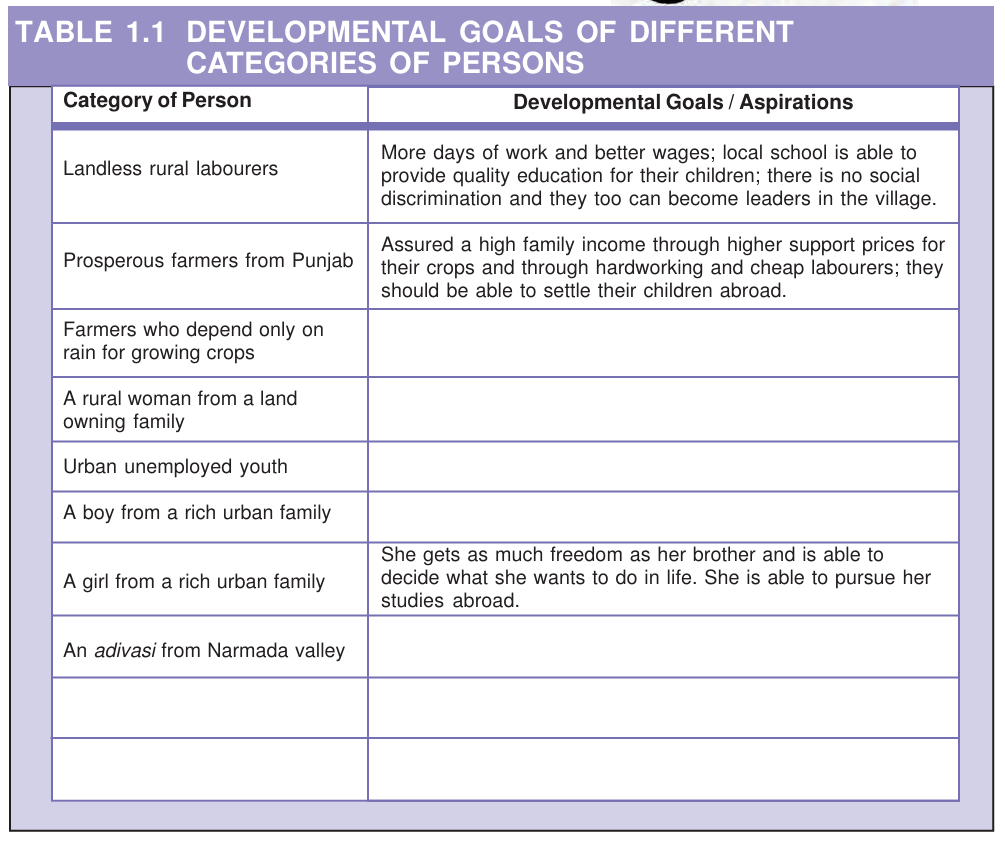 TABLE 1.1 DEVELOPMENTAL GOALS OF DIFFERENT
CATEGORIES OF PERSONS
Category of Person
Developmental Goals / Aspirations
Landless rural labourers
More days of work and better wages; local school is able to
provide quality education for their children; there is no social
discrimination and they too can become leaders in the village.
Prosperous farmers from Punjab
Assured a high family income through higher support prices for
their crops and through hardworking and cheap labourers; they
should be able to settle their children abroad.
Farmers who depend only on
rain for growing crops
A rural woman from a land
owning family
Urban unemployed youth
A boy from a rich urban family
A girl from a rich urban family
She gets as much freedom as her brother and is able to
decide what she wants to do in life. She is able to pursue her
studies abroad.
An adivasi from Narmada valley